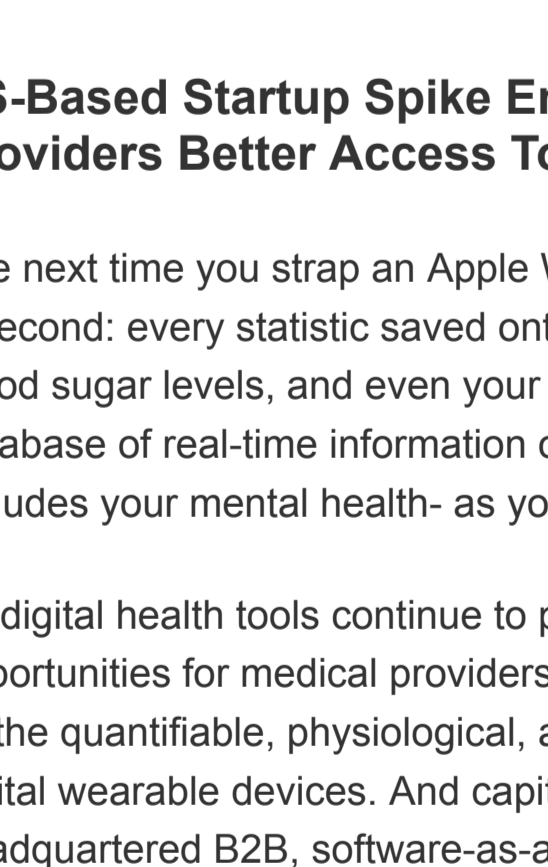 S-Based Startup Spike En
oviders Better Access To
e next time you strap an Apple W
econd: every statistic saved ont
od sugar levels, and even your
abase of real-time information o
udes your mental health- as yo
digital health tools continue to p
portunities for medical providers
the quantifiable, physiological, a
ital wearable devices. And capit
adquartered B2B, software-as-a